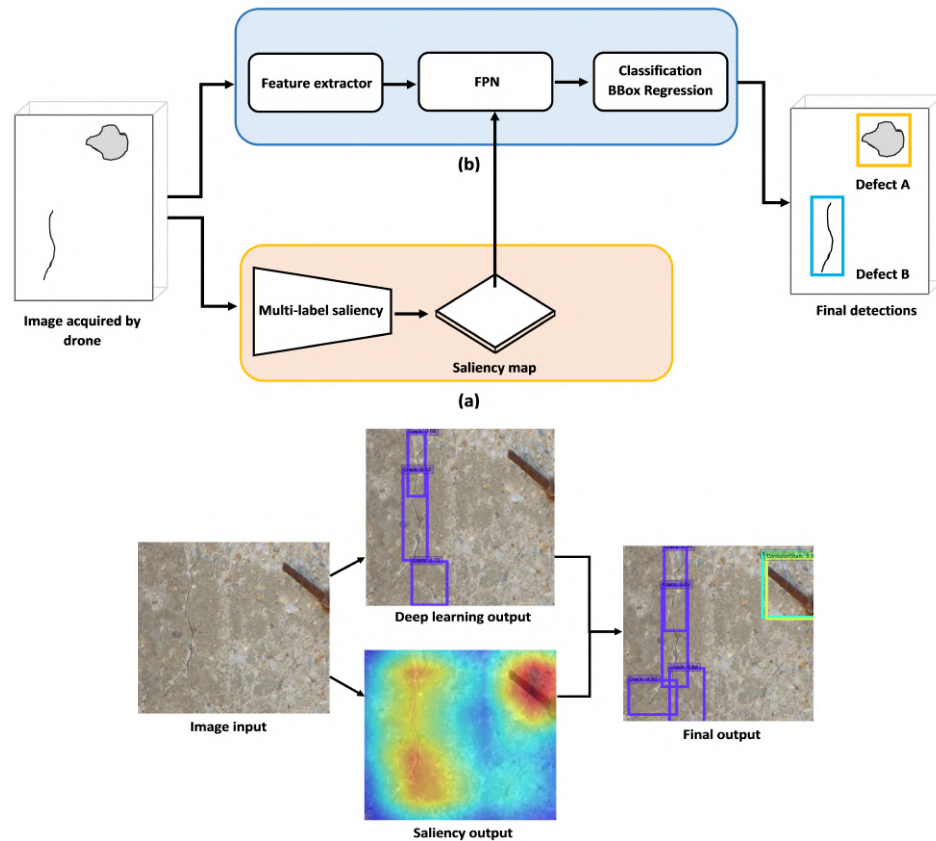 Feature extractor
FPN
Classification
BBox Regression
(b)
Defect A
Defect B
Multi-label saliency
Image acquired by
drone
Saliency map
Final detections
(a)
Deep learning output
Image input
Final output
Saliency output